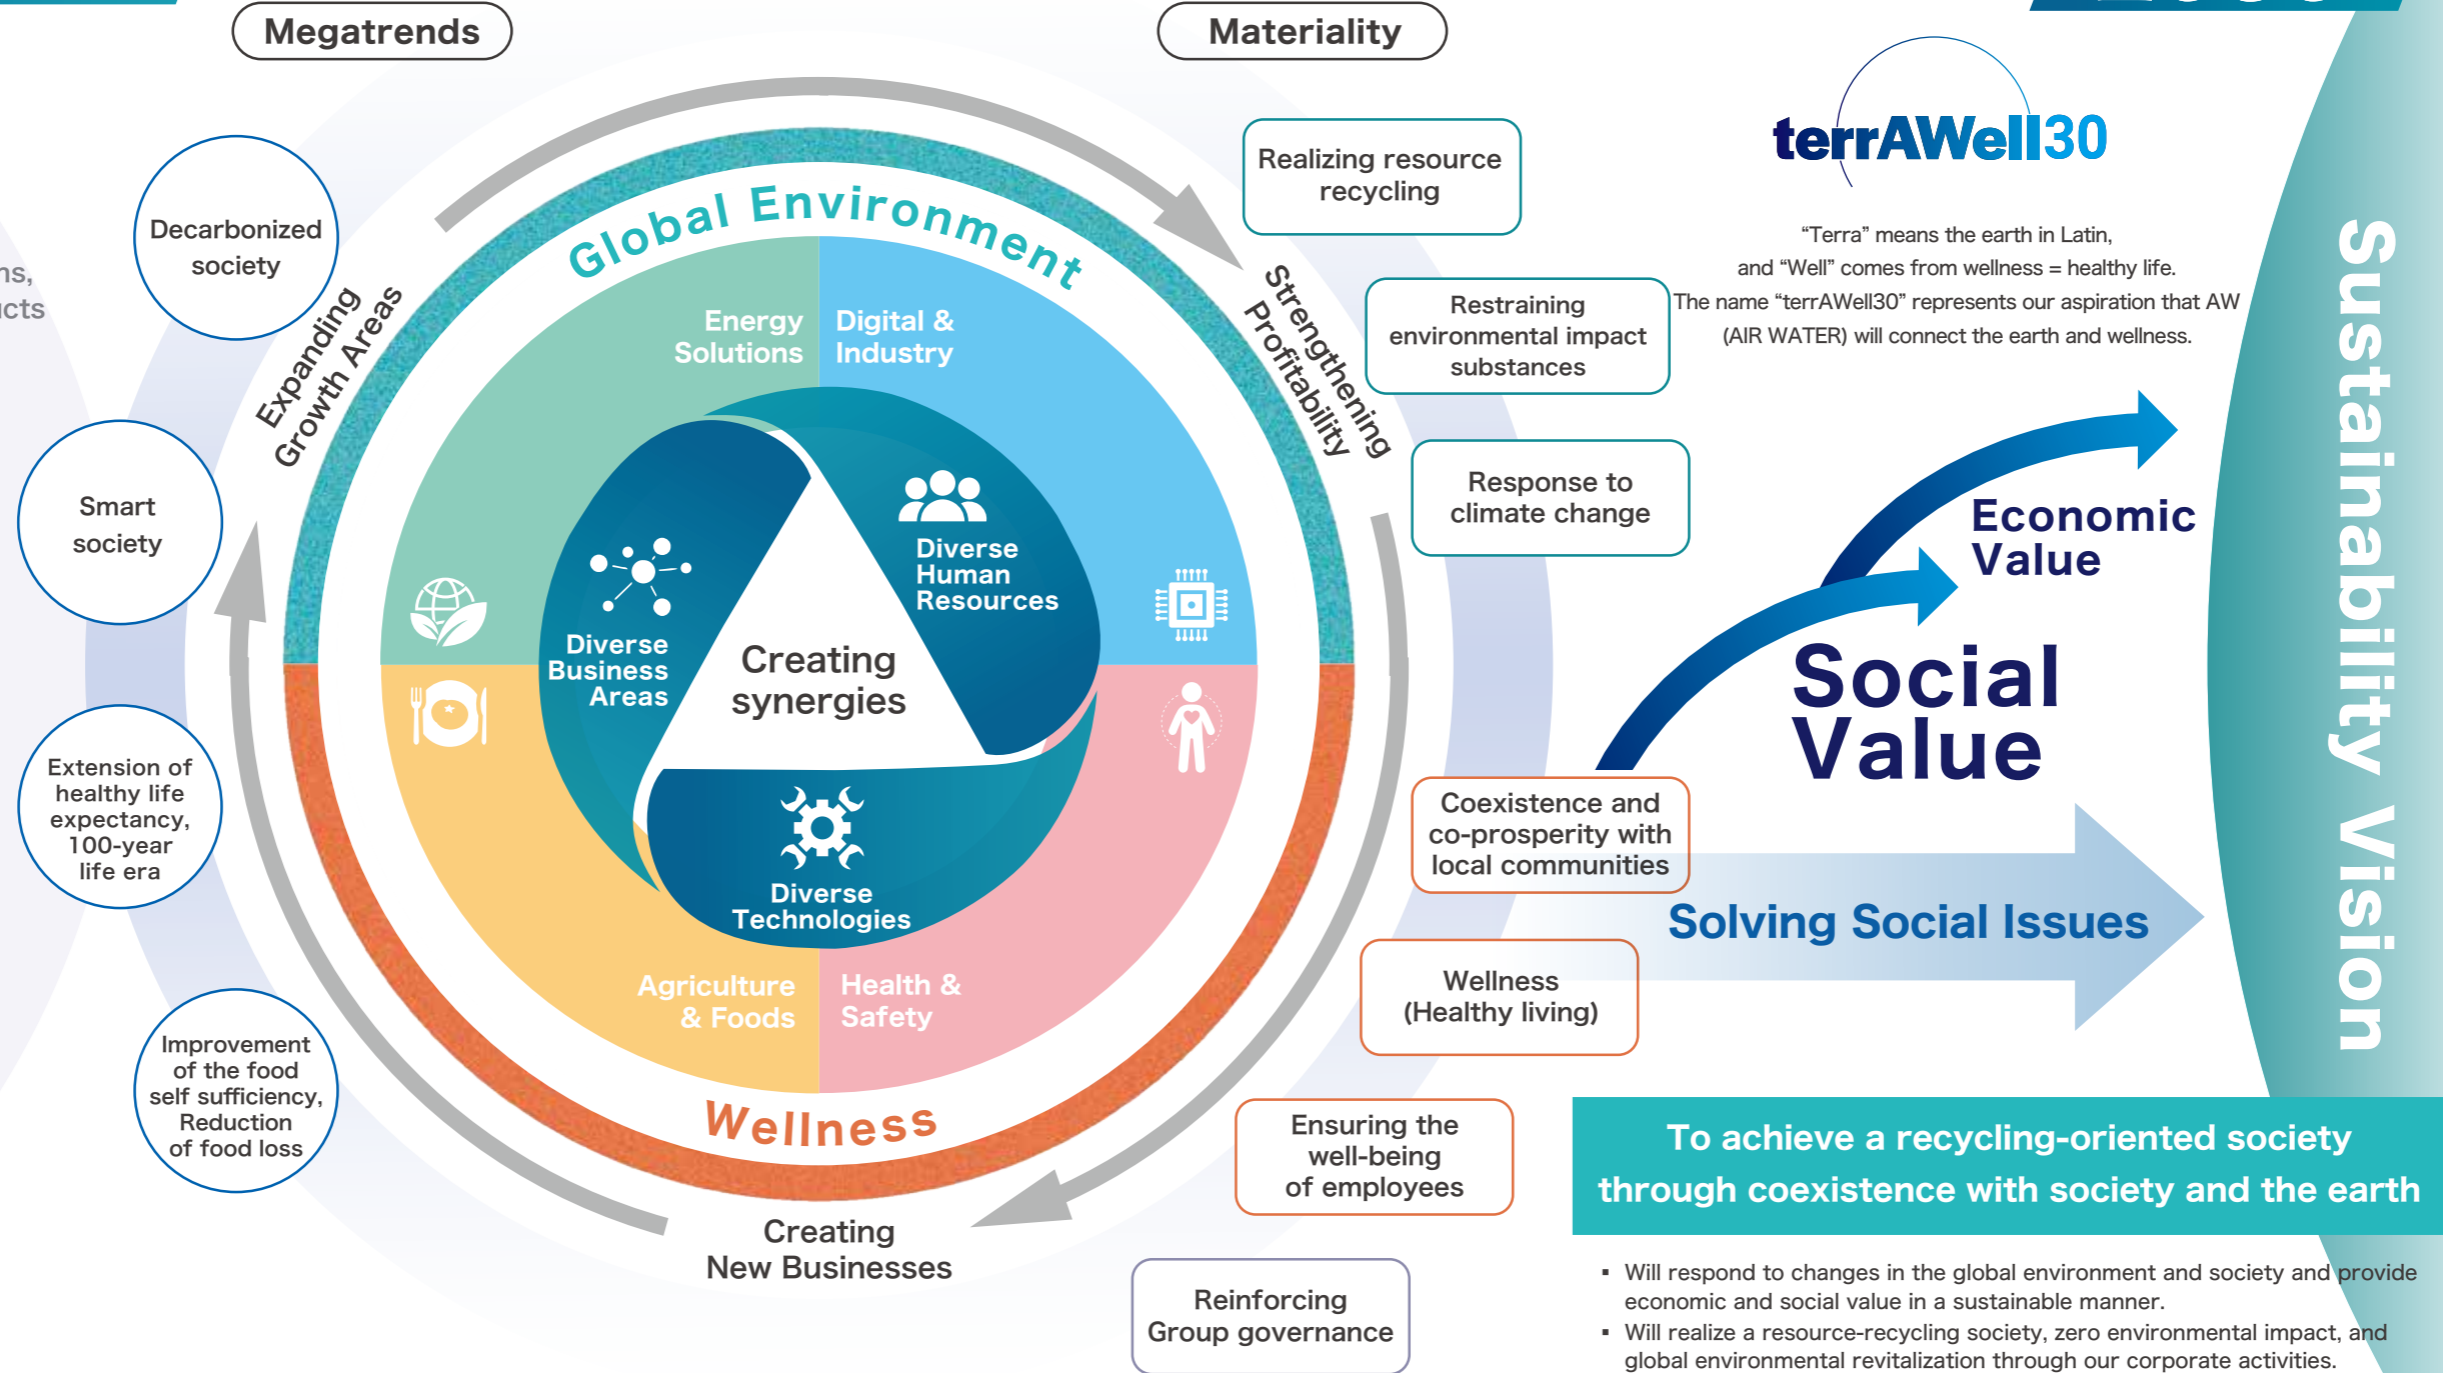 Megatrends
Materiality
Decarbonized
society
Smart
society
Extension of
healthy life
expectancy,
100-year
life era
Improvement
of the food
self sufficiency,
Reduction
of food loss
Expanding
Growth Areas
Global Environment
Strengthening
Profitability
Energy
Solutions
Digital &
Industry
Diverse
Human
Resources
Diverse
Business
Areas
Creating
synergies
Diverse
Technologies
Agriculture
& Foods
Health &
Safety
Wellness
Creating
New Businesses
Realizing resource
recycling
Restraining
environmental impact
substances
Response to
climate change
Coexistence and
co-prosperity with
local communities
Wellness
(Healthy living)
Ensuring the
well-being
of employees
Reinforcing
Group governance
terrAWell30
“Terra” means the earth in Latin,
and “Well” comes from wellness = healthy life.
The name “terrAWell30” represents our aspiration that AW
(AIR WATER) will connect the earth and wellness.
Economic
Value
Social
Value
Solving Social Issues
Sustainability Vision
To achieve a recycling-oriented society
through coexistence with society and the earth
▪ Will respond to changes in the global environment and society and provide
economic and social value in a sustainable manner.
▪ Will realize a resource-recycling society, zero environmental impact, and
global environmental revitalization through our corporate activities.